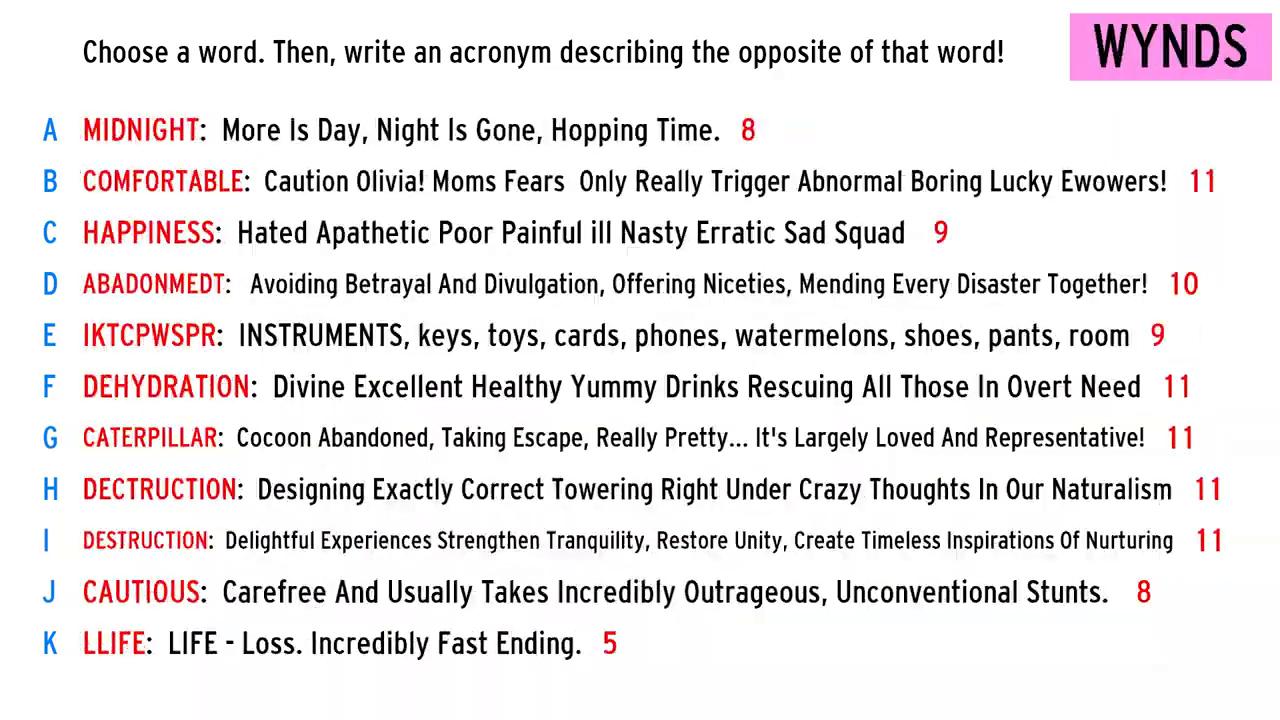 Choose a word. Then, write an acronym describing the opposite of that word!
WYNDS
A MIDNIGHT: More Is Day, Night Is Gone, Hopping Time. 8
B COMFORTABLE: Caution Olivia! Moms Fears Only Really Trigger Abnormal Boring Lucky Ewowers! 11
C HAPPINESS: Hated Apathetic Poor Painful ill Nasty Erratic Sad Squad 9
D ABADONMEDT: Avoiding Betrayal And Divulgation, Offering Niceties, Mending Every Disaster Together! 10
E IKTCPWSPR: INSTRUMENTS, keys, toys, cards, phones, watermelons, shoes, pants, room 9
F DEHYDRATION: Divine Excellent Healthy Yummy Drinks Rescuing All Those In Overt Need 11
G CATERPILLAR: Cocoon Abandoned, Taking Escape, Really Pretty... It's Largely Loved And Representative! 11
H DECTRUCTION: Designing Exactly Correct Towering Right Under Crazy Thoughts In Our Naturalism 11
I DESTRUCTION: Delightful Experiences Strengthen Tranquility, Restore Unity, Create Timeless Inspirations Of Nurturing 11
J CAUTIOUS: Carefree And Usually Takes Incredibly Outrageous, Unconventional Stunts. 8
K LLIFE: LIFE - Loss. Incredibly Fast Ending. 5